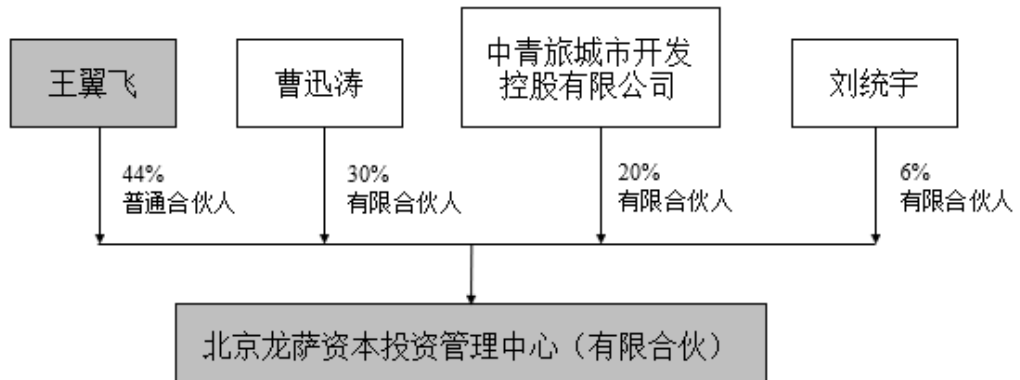 王翼飞
曹迅涛
中青旅城市开发
控股有限公司
刘统宇
44%
普通合伙人
30%
有限合伙人
20%
有限合伙人
6%
有限合伙人
北京龙萨资本投资管理中心（有限合伙）